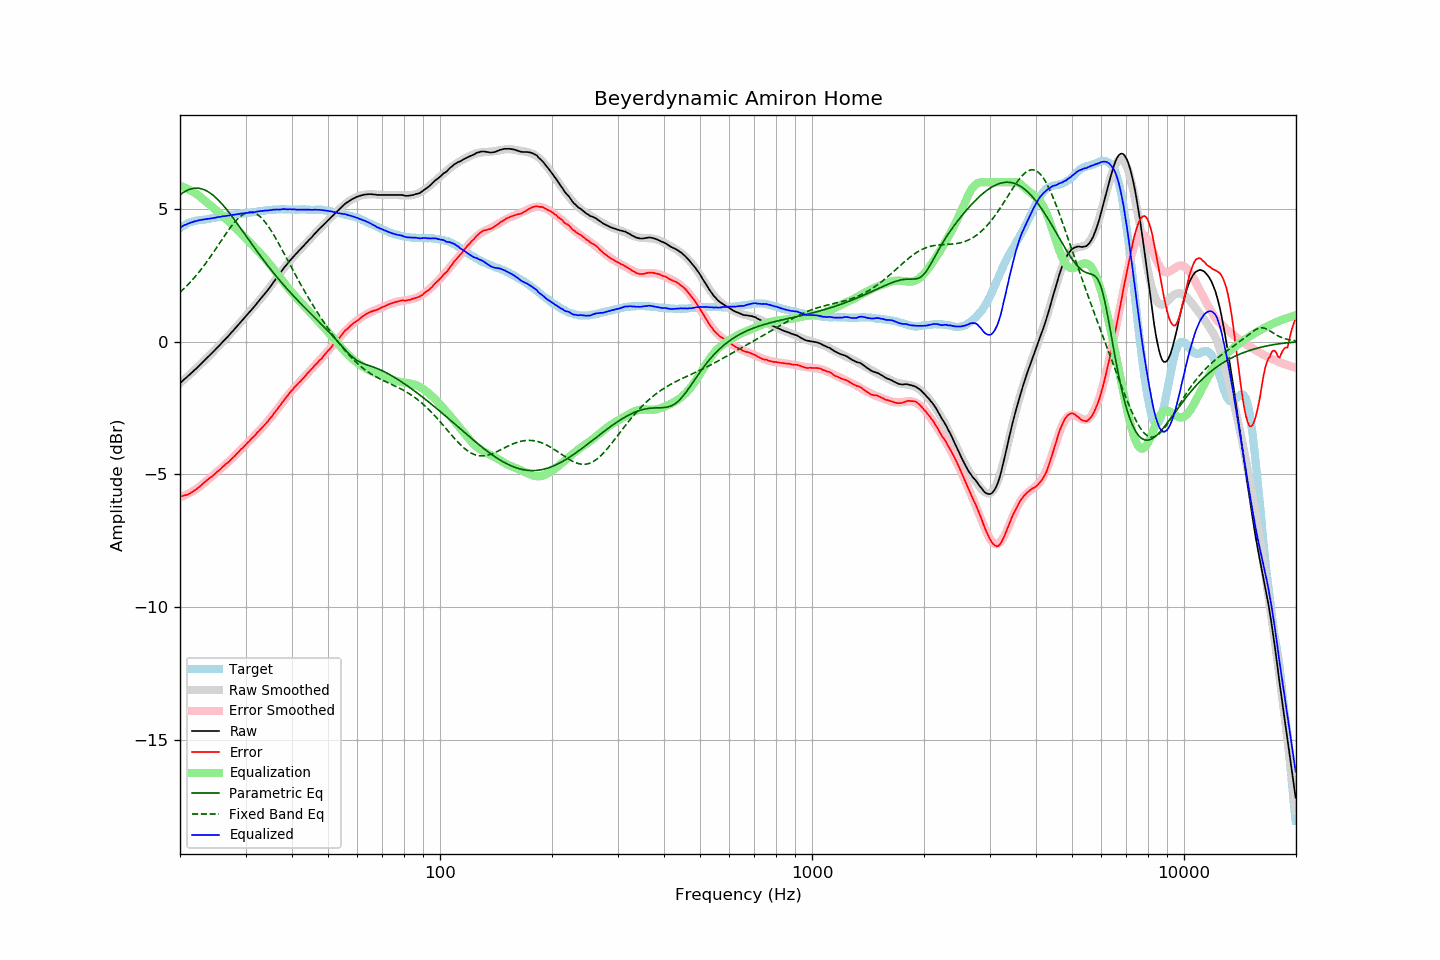 Beyerdynamic Amiron Home
Amplitude (dBr)
5
0
−5
−10
−15
Target
Raw Smoothed
Error Smoothed
Raw
Error
Equalization
Parametric Eq
Fixed Band Eq
Equalized
100
1000
10000
Frequency (Hz)